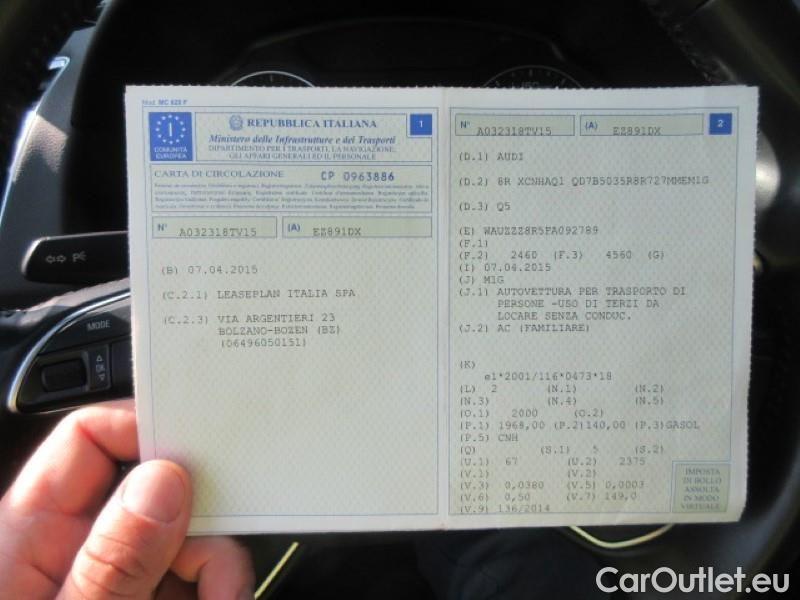 Mod. MC 820 F
REPUBBLICA ITALIANA
1
I
COMUNITÀ
EUROPEA
Ministero delle Infrastrutture e dei Trasporti
DIPARTIMENTO PER I TRASPORTI, LA NAVIGAZIONE,
GLI AFFARI GENERALI ED IL PERSONALE
CARTA DI CIRCOLAZIONE CP 0963886
N° A032318TV15 (A) EZ891DX
(B) 07.04.2015
(C.2.1) LEASEPLAN ITALIA SPA
(C.2.3) VIA ARGENTIERI 23
BOLZANO-BOZEN (BZ)
(06496050151)
N° A032318TV15 (A) EZ891DX 2
(D.1) AUDI
(D.2) 8R XCNHAQ1 QD7B5035R8R727MMEM1G
(D.3) Q5
(E) WAUZZZ8R5FA092789
(F.1)
(F.2) 2460 (F.3) 4560 (G)
(I) 07.04.2015
(J) M1G
(J.1) AUTOVETTURA PER TRASPORTO DI
PERSONE -USO DI TERZI DA
LOCARE SENZA CONDUC.
(J.2) AC (FAMILIARE)
(K)
e1*2001/116*0473*18
(L) 2 (N.1) (N.2)
(N.3) (N.4) (N.5)
(O.1) 2000 (O.2)
(P.1) 1968,00 (P.2)140,00 (P.3)GASOL
(P.5) CNH
(Q) (S.1) 5 (S.2)
(U.1) 67 (U.2) 2375
(V.1) (V.2)
(V.3) 0,0380 (V.5) 0,0003
(V.6) 0,50 (V.7) 149,0
(V.9) 136/2014
IMPOSTA
DI BOLLO
ASSOLTA
IN MODO
VIRTUALE
MODE
OK
CarOutlet.eu